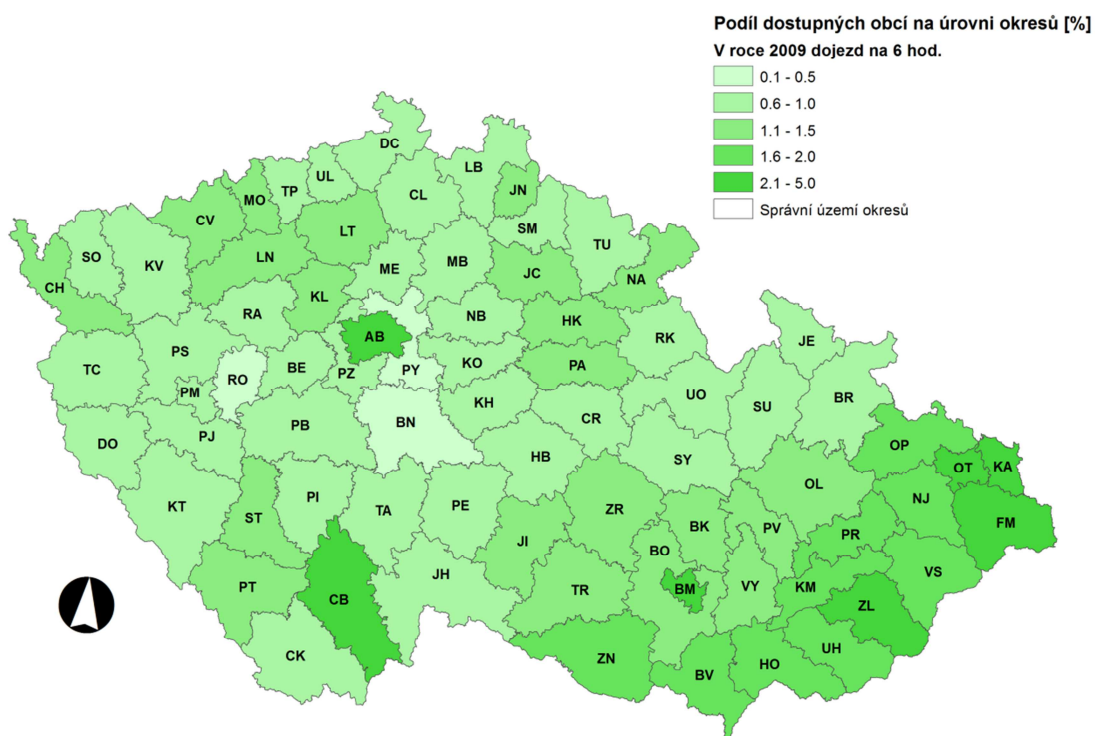 Podíl dostupných obcí na úrovni okresů [%]
V roce 2009 dojezd na 6 hod.
0.1 - 0.5
0.6 - 1.0
1.1 - 1.5
1.6 - 2.0
2.1 - 5.0
Správní území okresů
DC
LB
UL
TP
MO
CL
JN
CV
LT
SM
TU
SO
KV
LN
ME
MB
JC
NA
CH
KL
RA
NB
HK
AB
RK
JE
PS
TC
RO
BE
PZ
PY
KO
PA
PM
KH
UO
BR
SU
PB
BN
CR
DO
PJ
OP
HB
SY
OT
KA
OL
NJ
KT
PI
TA
PE
ST
ZR
BK
PV
FM
PR
JI
BO
JH
VS
PT
TR
BM
VY
KM
CB
ZL
CK
ZN
UH
HO
BV